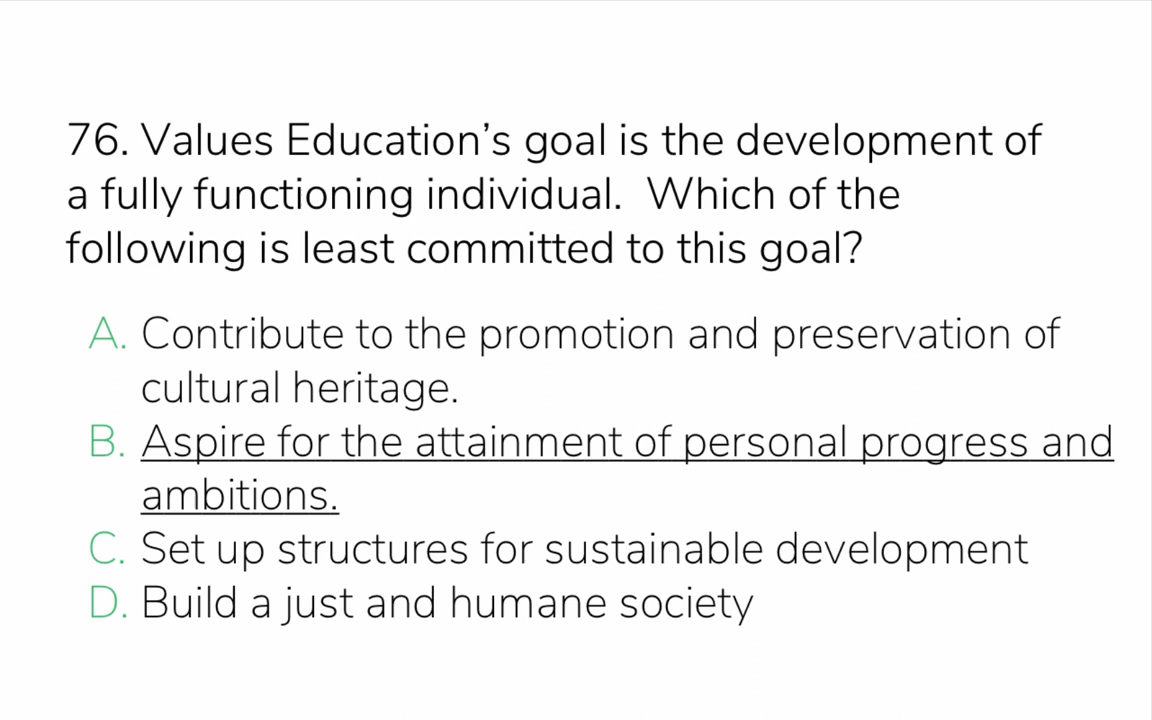 76. Values Education’s goal is the development of
a fully functioning individual.  Which of the
following is least committed to this goal?
A. Contribute to the promotion and preservation of
cultural heritage.
B. Aspire for the attainment of personal progress and
ambitions.
C. Set up structures for sustainable development
D. Build a just and humane society